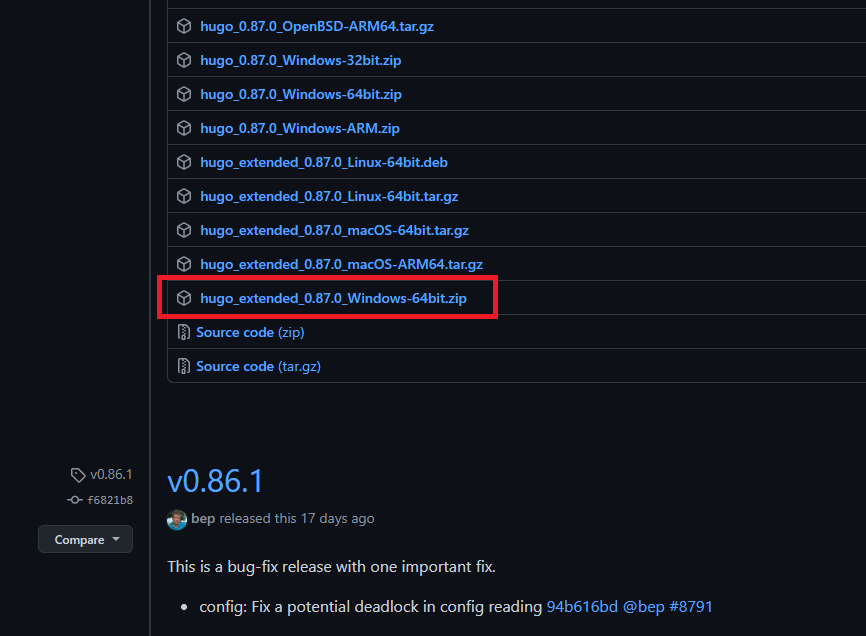 hugo_0.87.0_OpenBSD-ARM64.tar.gz
hugo_0.87.0_Windows-32bit.zip
hugo_0.87.0_Windows-64bit.zip
hugo_0.87.0_Windows-ARM.zip
hugo_extended_0.87.0_Linux-64bit.deb
hugo_extended_0.87.0_Linux-64bit.tar.gz
hugo_extended_0.87.0_macOS-64bit.tar.gz
hugo_extended_0.87.0_macOS-ARM64.tar.gz
hugo_extended_0.87.0_Windows-64bit.zip
Source code (zip)
Source code (tar.gz)
v0.86.1
f6821b8
Compare
v0.86.1
bep released this 17 days ago
This is a bug-fix release with one important fix.
• config: Fix a potential deadlock in config reading 94b616bd @bep #8791